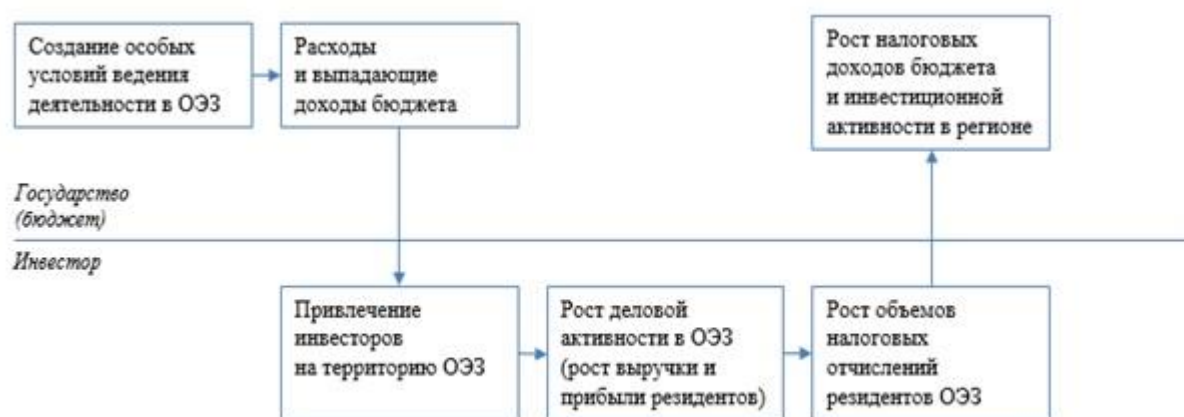 Создание особых
условий ведения
деятельности в ОЭЗ
Расходы
и выпадающие
доходы бюджета
Рост налоговых
доходов бюджета
и инвестиционной
активности в регионе
Государство
(бюджет)
Инвестор
Привлечение
инвесторов
на территорию ОЭЗ
Рост деловой
активности в ОЭЗ
(рост выручки и
прибыли резидентов)
Рост объемов
налоговых
отчислений
резидентов ОЭЗ